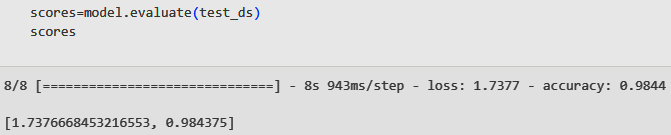 scores=model.evaluate(test_ds)
scores
8/8 [==============================] - 8s 943ms/step - loss: 1.7377 - accuracy: 0.9844
[1.7376668453216553, 0.984375]